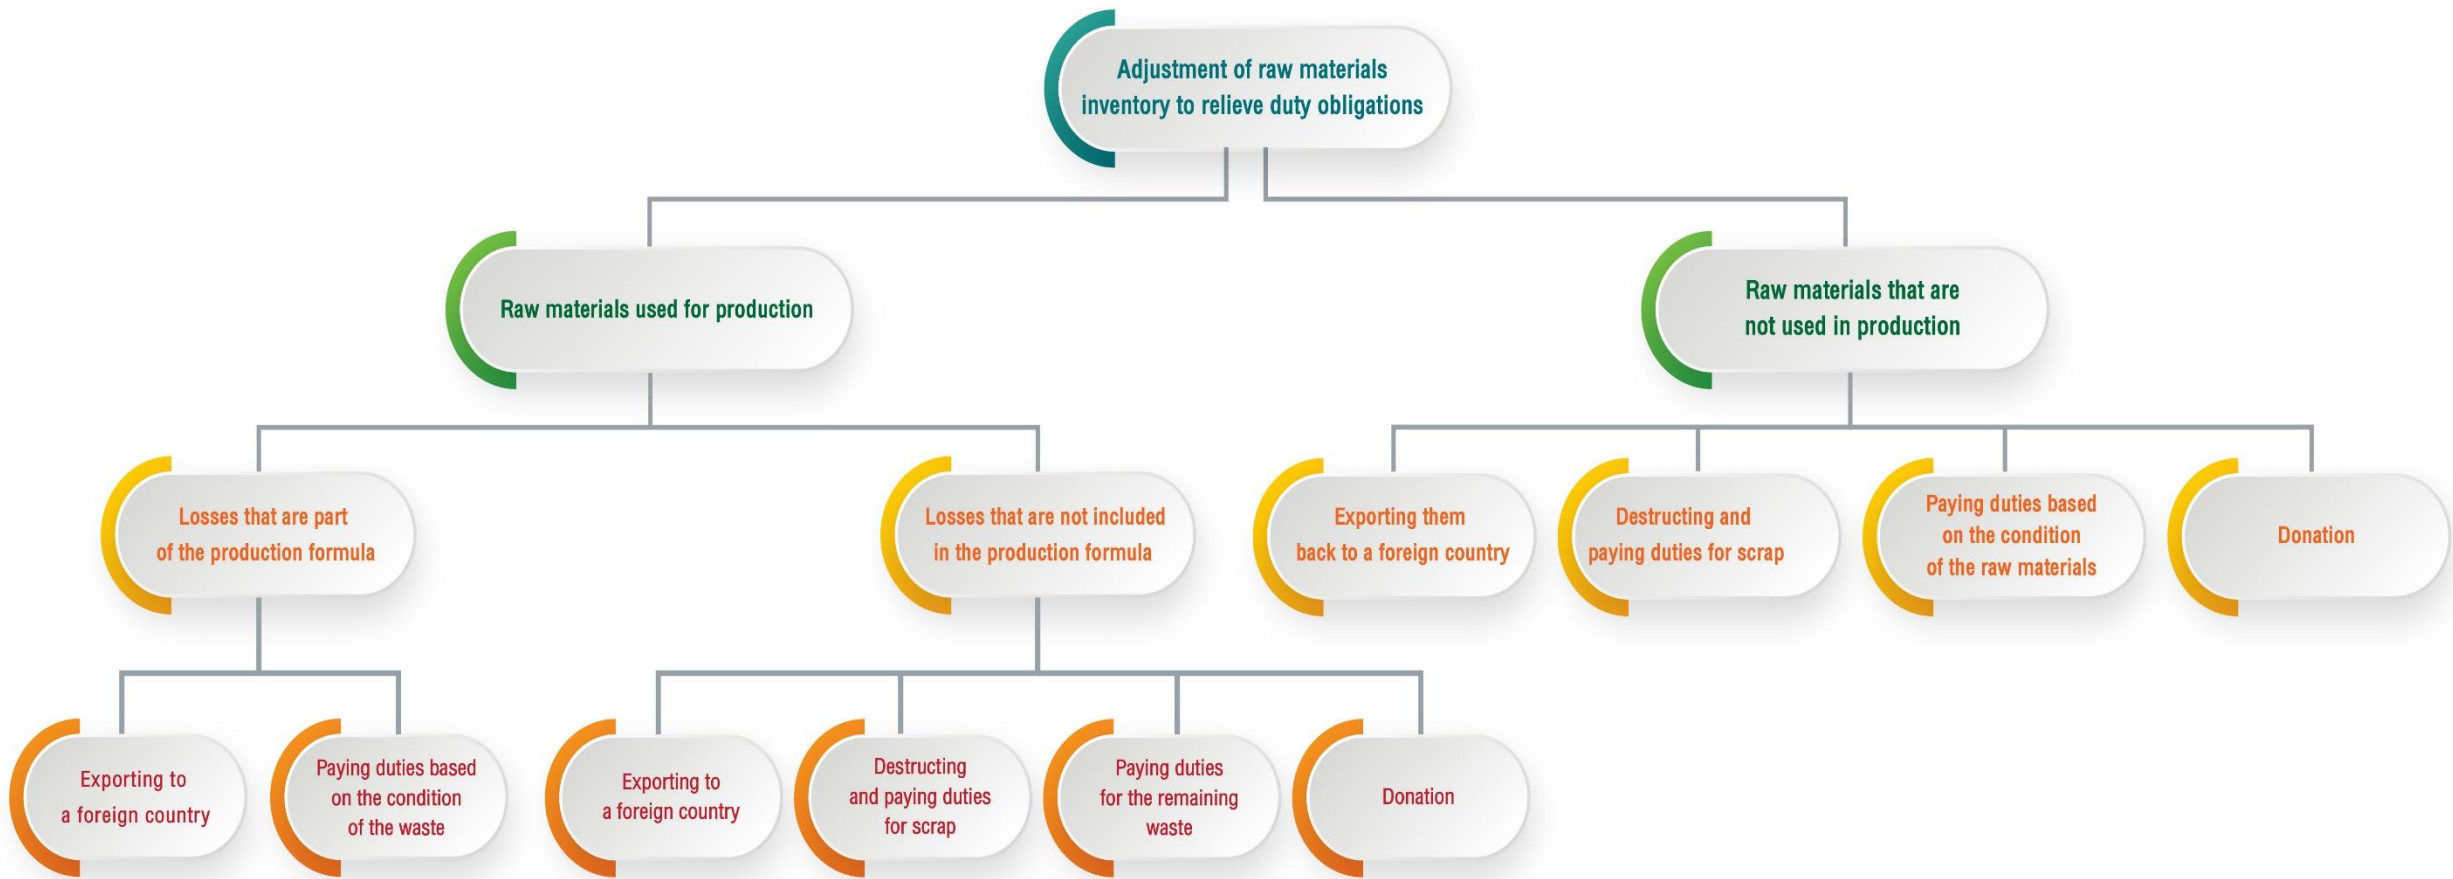 Adjustment of raw materials
inventory to relieve duty obligations
Raw materials used for production
Raw materials that are
not used in production
Losses that are part
of the production formula
Losses that are not included
in the production formula
Exporting them
back to a foreign country
Destructing and
paying duties for scrap
Paying duties based
on the condition
of the raw materials
Donation
Exporting to
a foreign country
Paying duties based
on the condition
of the waste
Exporting to
a foreign country
Destructing
and paying duties
for scrap
Paying duties
for the remaining
waste
Donation